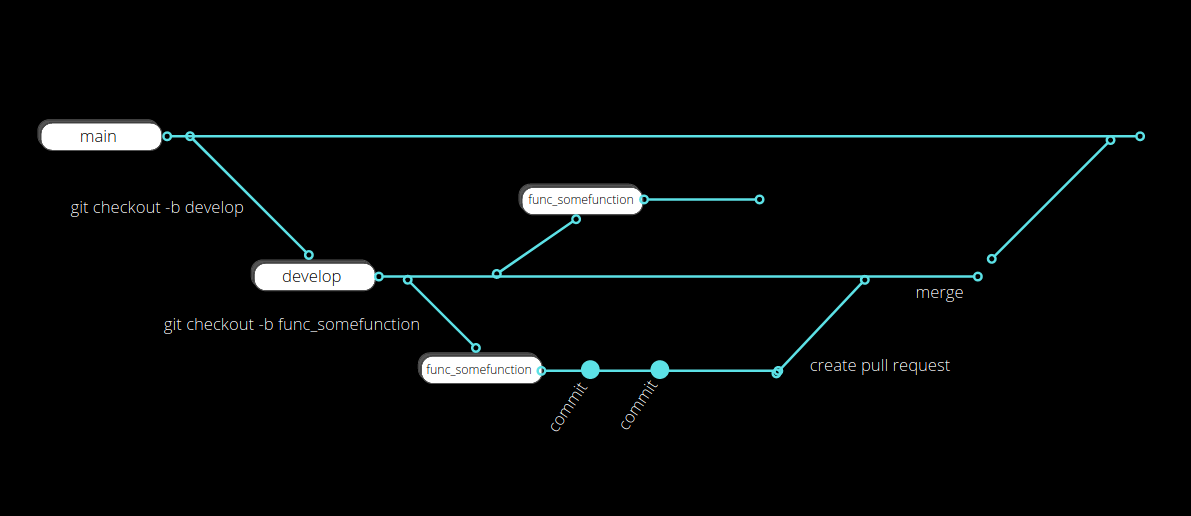 main
git checkout -b develop
func_somefunction
develop
merge
git checkout -b func_somefunction
func_somefunction
create pull request
commit
commit